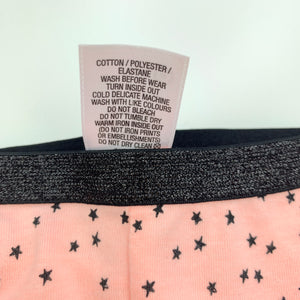 COTTON / POLYESTER /
ELASTANE
WASH BEFORE WEAR
TURN INSIDE OUT
COLD DELICATE MACHINE
WASH WITH LIKE COLOURS
DO NOT BLEACH
DO NOT TUMBLE DRY
WARM IRON INSIDE OUT
(DO NOT IRON PRINTS
OR EMBELLISHMENTS)
DO NOT DRY CLEAN